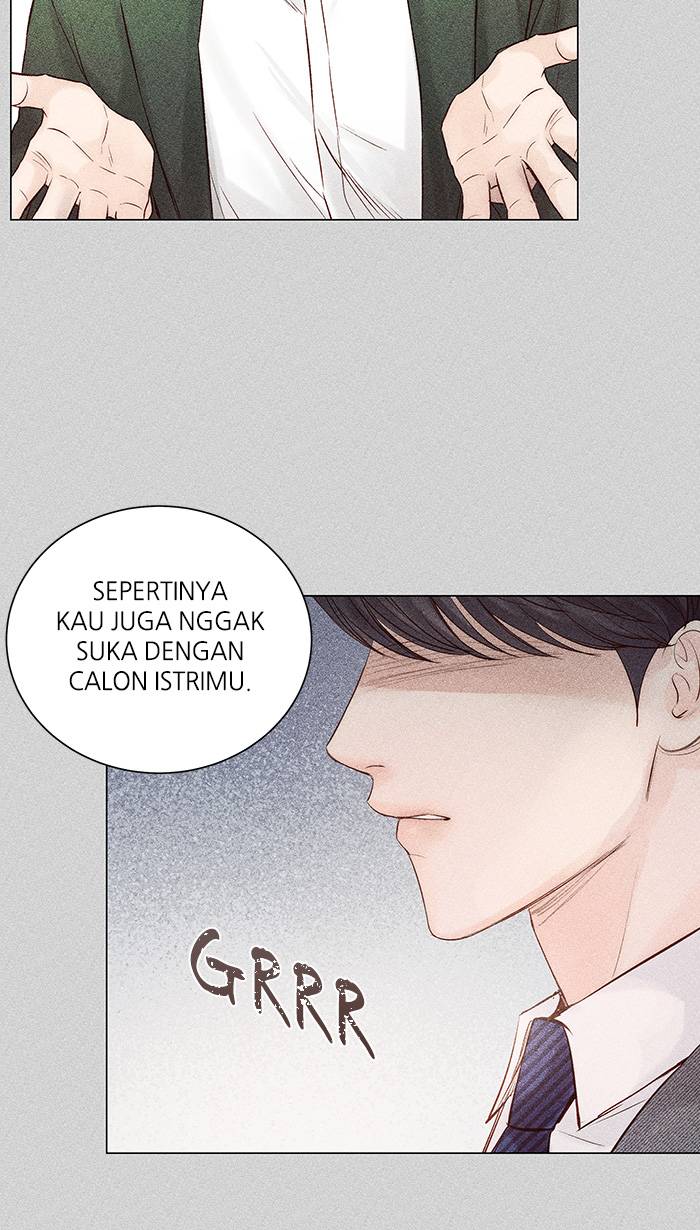 SEPERTINYA
KAU JUGA NGGAK
SUKA DENGAN
CALON ISTRIMU.
GRRR